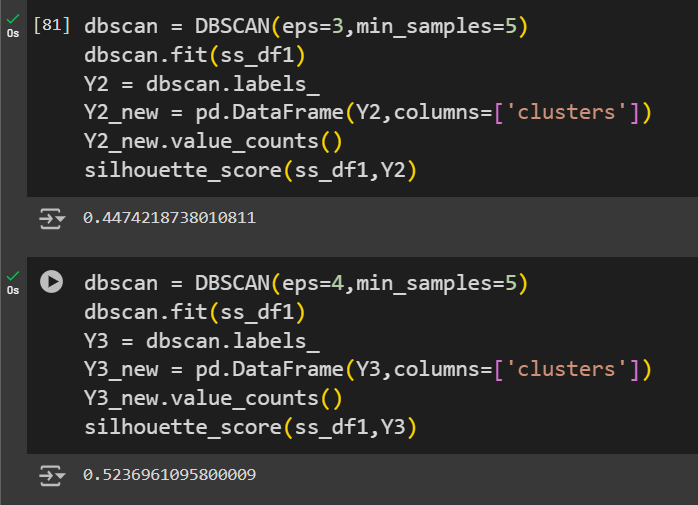 0s [81] dbscan = DBSCAN(eps=3,min_samples=5)
dbscan.fit(ss_df1)
Y2 = dbscan.labels_
Y2_new = pd.DataFrame(Y2,columns=['clusters'])
Y2_new.value_counts()
silhouette_score(ss_df1,Y2)
0.4474218738010811
0s dbscan = DBSCAN(eps=4,min_samples=5)
dbscan.fit(ss_df1)
Y3 = dbscan.labels_
Y3_new = pd.DataFrame(Y3,columns=['clusters'])
Y3_new.value_counts()
silhouette_score(ss_df1,Y3)
0.5236961095800009